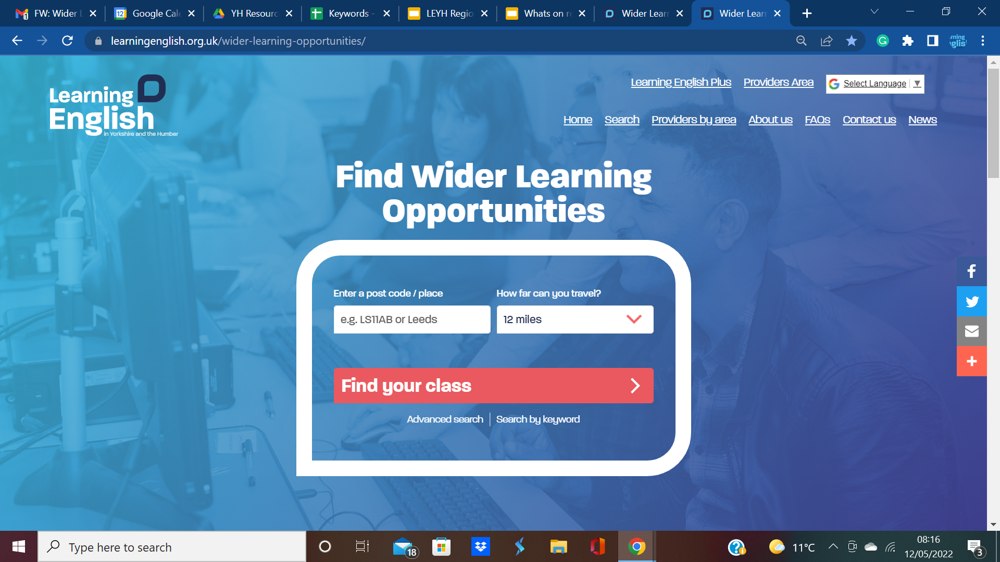 FW: Wider L
Google Cale
YH Resourc
Keywords -
LEYH Regio
Whats on r
Wider Learn
Wider Learn
learningenglish.org.uk/wider-learning-opportunities/
Learning
English
in Yorkshire and the Humber
Learning English Plus
Providers Area
Select Language
Home
Search
Providers by area
About us
FAQs
Contact us
News
Find Wider Learning
Opportunities
Enter a post code / place
How far can you travel?
e.g. LS11AB or Leeds
12 miles
Find your class
Advanced search
Search by keyword
Type here to search
18
11°C
08:16
12/05/2022
3